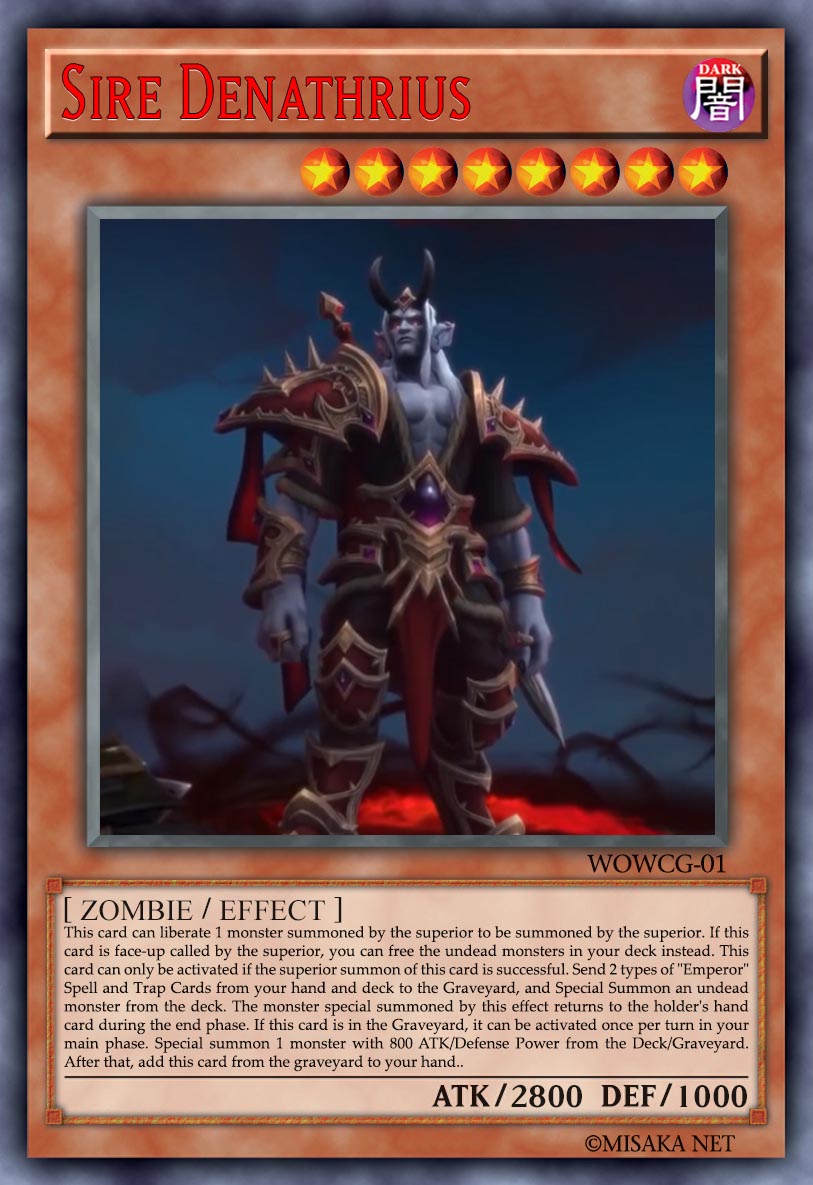 SIRE DENATHRIUS
DARK
闇
WOWCG-01
[ ZOMBIE / EFFECT ]
This card can liberate 1 monster summoned by the superior to be summoned by the superior. If this
card is face-up called by the superior, you can free the undead monsters in your deck instead. This
card can only be activated if the superior summon of this card is successful. Send 2 types of "Emperor"
Spell and Trap Cards from your hand and deck to the Graveyard, and Special Summon an undead
monster from the deck. The monster special summoned by this effect returns to the holder's hand
card during the end phase. If this card is in the Graveyard, it can be activated once per turn in your
main phase. Special summon 1 monster with 800 ATK/Defense Power from the Deck/Graveyard.
After that, add this card from the graveyard to your hand..
ATK/2800 DEF/1000
©MISAKA NET